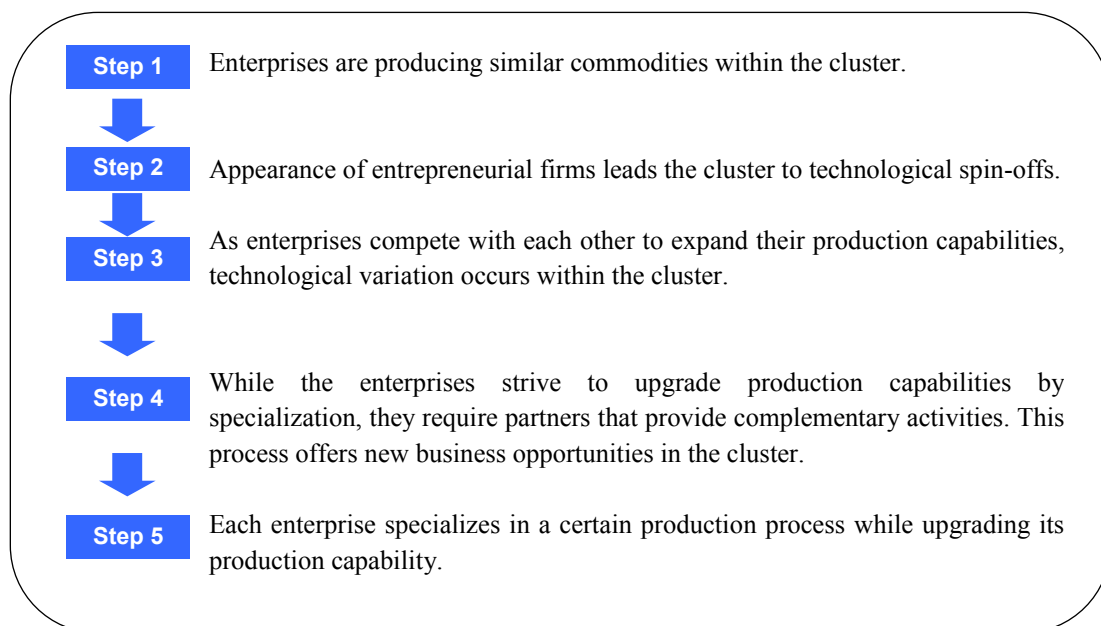 Step 1
Enterprises are producing similar commodities within the cluster.
Step 2
Appearance of entrepreneurial firms leads the cluster to technological spin-offs.
Step 3
As enterprises compete with each other to expand their production capabilities,
technological variation occurs within the cluster.
Step 4
While the enterprises strive to upgrade production capabilities by
specialization, they require partners that provide complementary activities. This
process offers new business opportunities in the cluster.
Step 5
Each enterprise specializes in a certain production process while upgrading its
production capability.